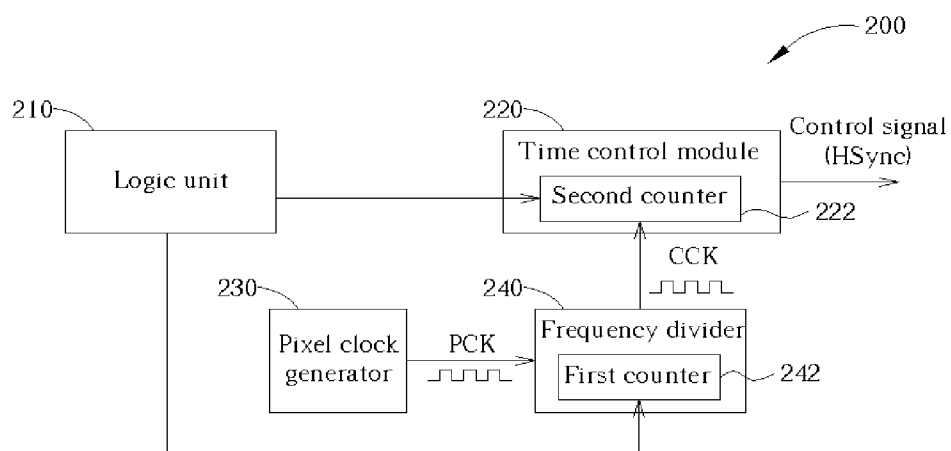 200
210
220
Control signal
(HSync)
Time control module
Logic unit
Second counter
222
CCK
230
240
Pixel clock
generator
PCK
Frequency divider
First counter
242